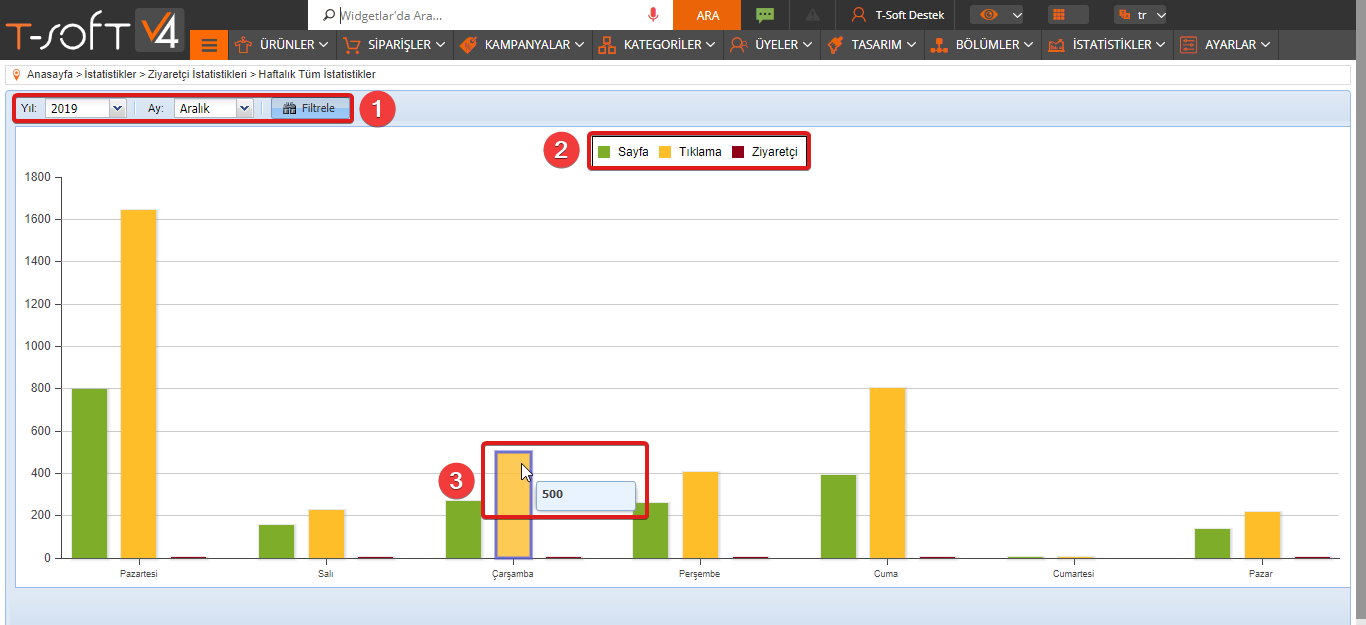 T-SOFT V4
Widgetlar'da Ara...
ARA
T-Soft Destek
tr
ÜRÜNLER
SİPARİŞLER
KAMPANYALAR
KATEGORİLER
ÜYELER
TASARIM
BÖLÜMLER
İSTATİSTİKLER
AYARLAR
Anasayfa > İstatistikler > Ziyaretçi İstatistikleri > Haftalık Tüm İstatistikler
Yıl: 2019 Ay: Aralık Filtrele 1
2 Sayfa Tıklama Ziyaretçi
1800
1600
1400
1200
1000
800
600
400
200
0
3
500
Pazartesi Salı Çarşamba Perşembe Cuma Cumartesi Pazar